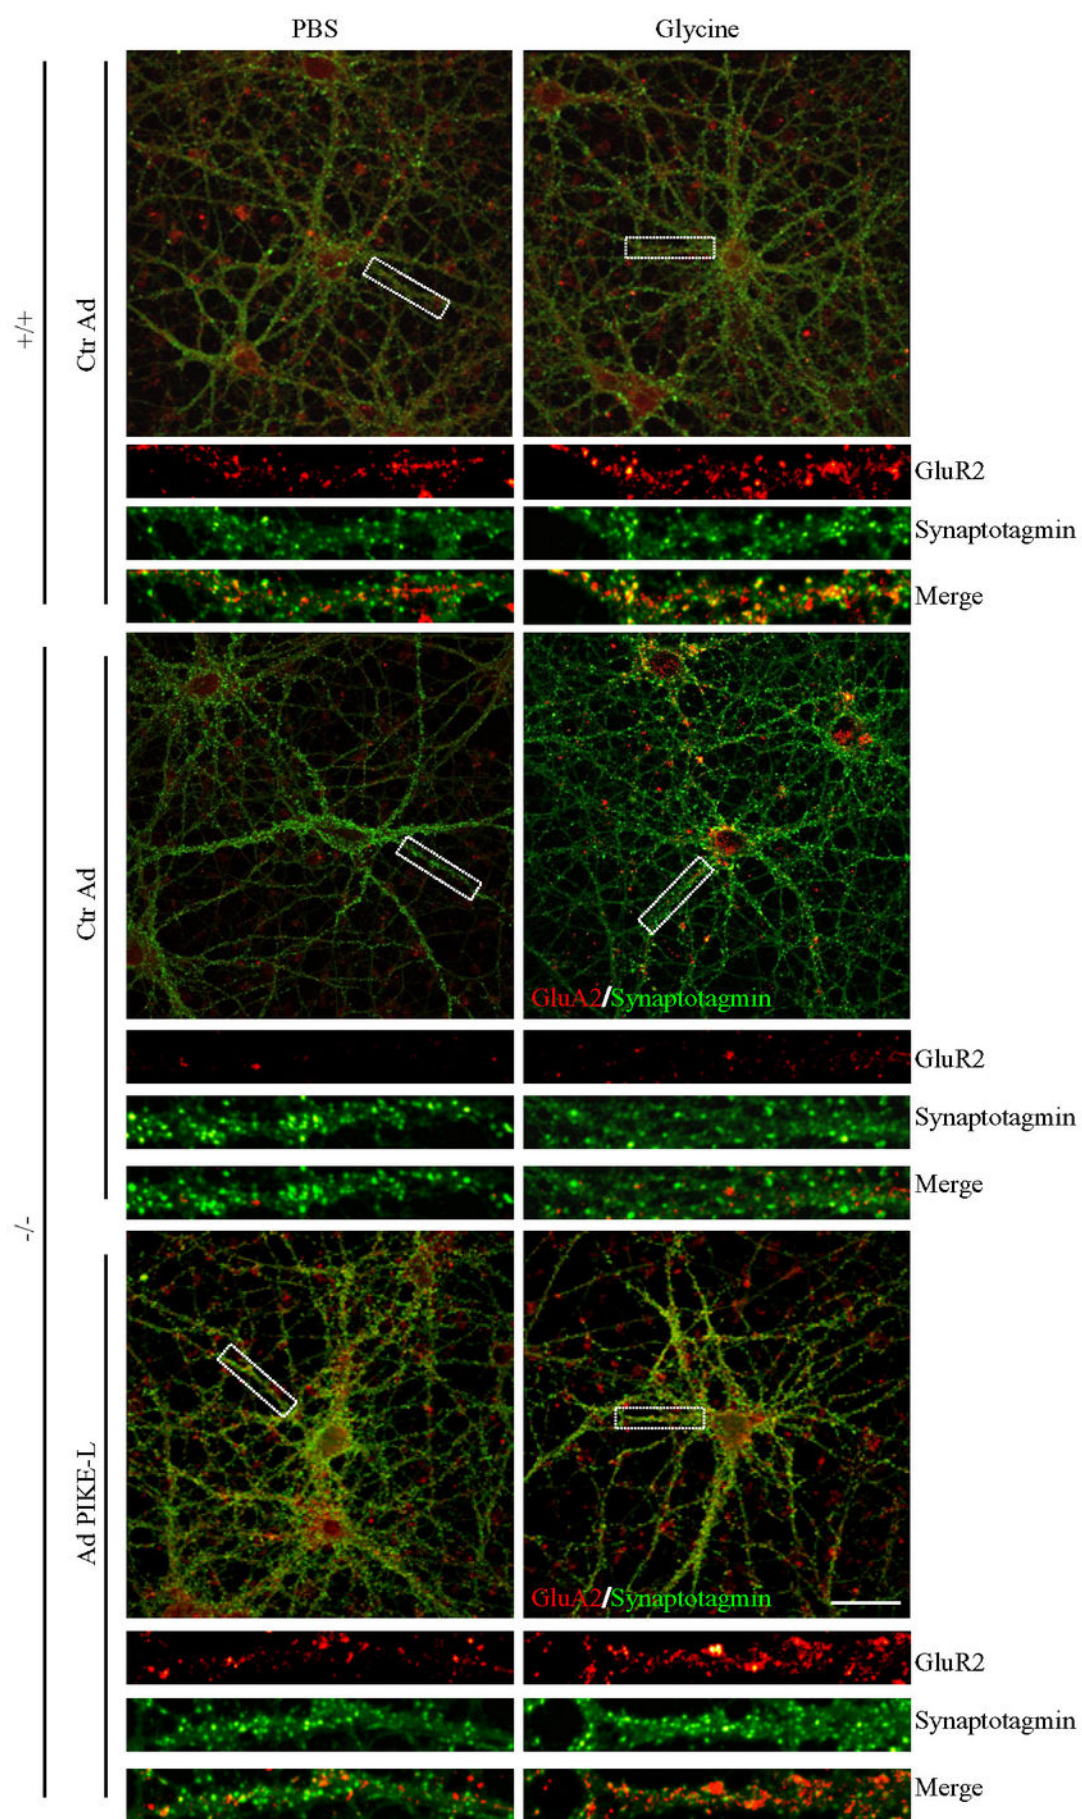 PBS
Glycine
+/+
Ctr Ad
GluR2
Synaptotagmin
Merge
-/-
Ctr Ad
GluA2/Synaptotagmin
GluR2
Synaptotagmin
Merge
Ad PIKE-L
GluA2/Synaptotagmin
GluR2
Synaptotagmin
Merge